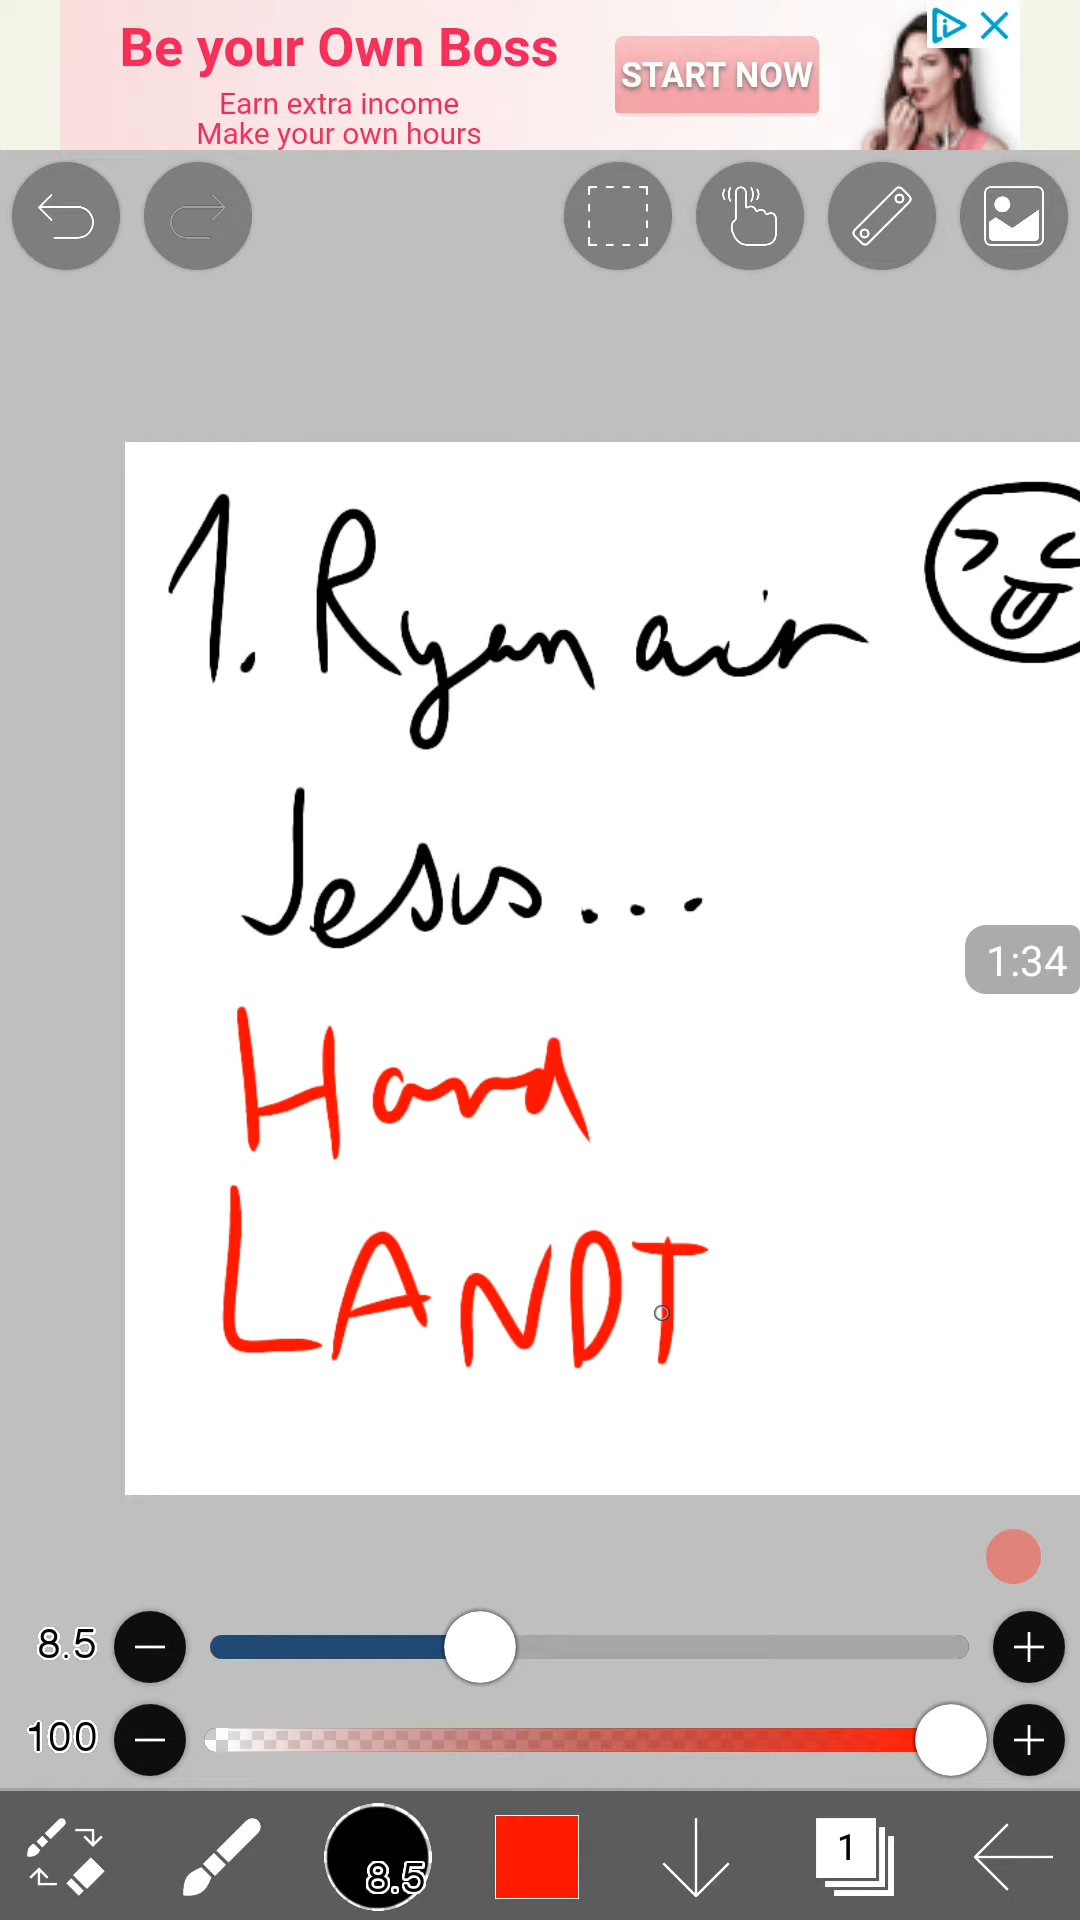 Be your Own Boss
Earn extra income
Make your own hours
START NOW
1. Ryan air
Jesus...
Hard
LANDT
1:34
8.5
100
8.5
1